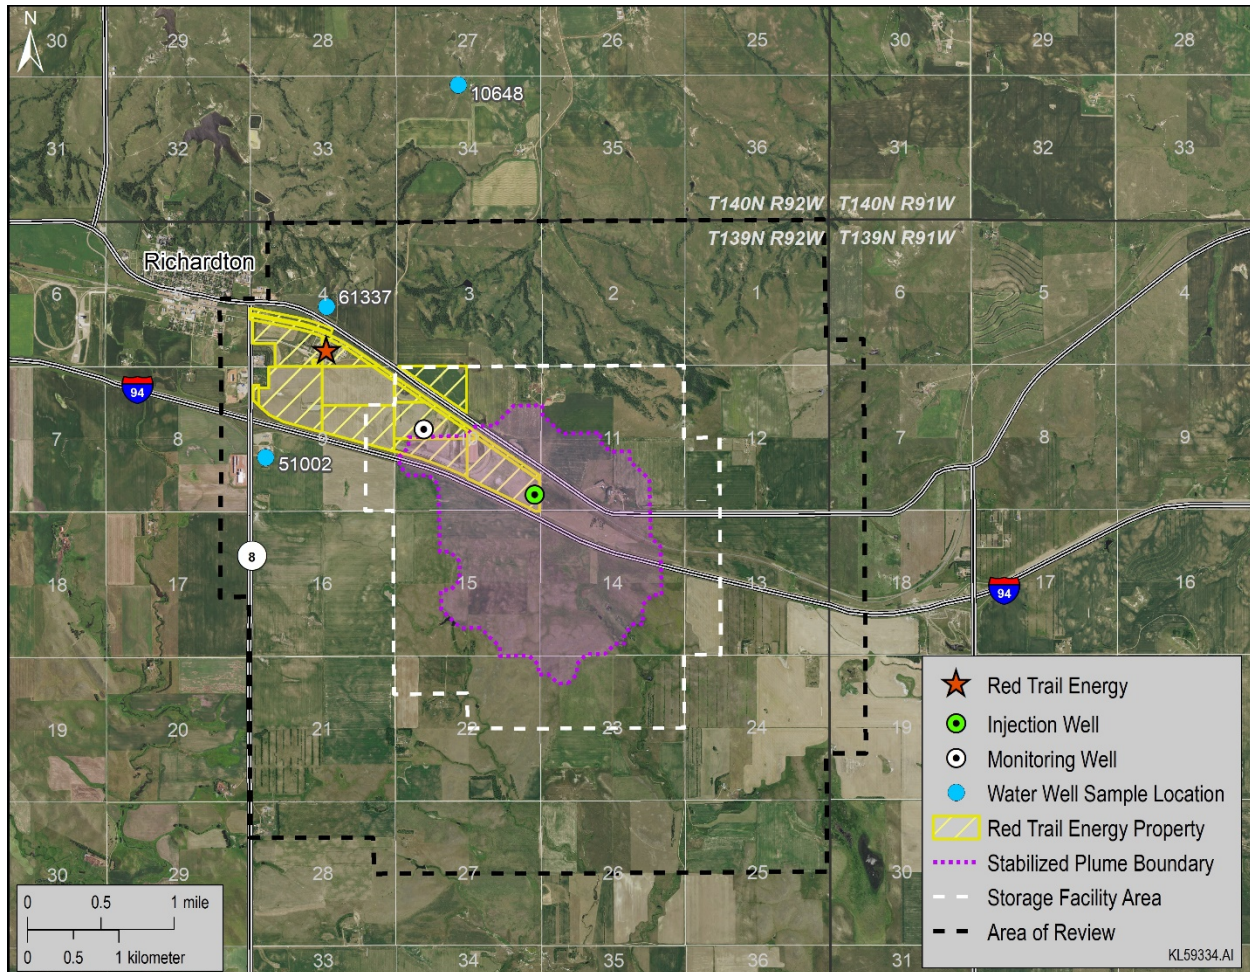 N
30 29 28 27 26 25 30 29 28
10648
31 32 33 34 35 36 31 32 33
T140N R92W T140N R91W
T139N R92W T139N R91W
Richardton
6 5 4 3 2 1 6 5 4
61337
94
7 8 9 11 12 7 8 9
51002
8
18 17 16 15 14 13 18 17 16
94
19 20 21 22 23 24 19
30 29 28 27 26 25 30
33 34 35 36 31
0 0.5 1 mile
0 0.5 1 kilometer
Red Trail Energy
Injection Well
Monitoring Well
Water Well Sample Location
Red Trail Energy Property
Stabilized Plume Boundary
Storage Facility Area
Area of Review
KL59334.AI